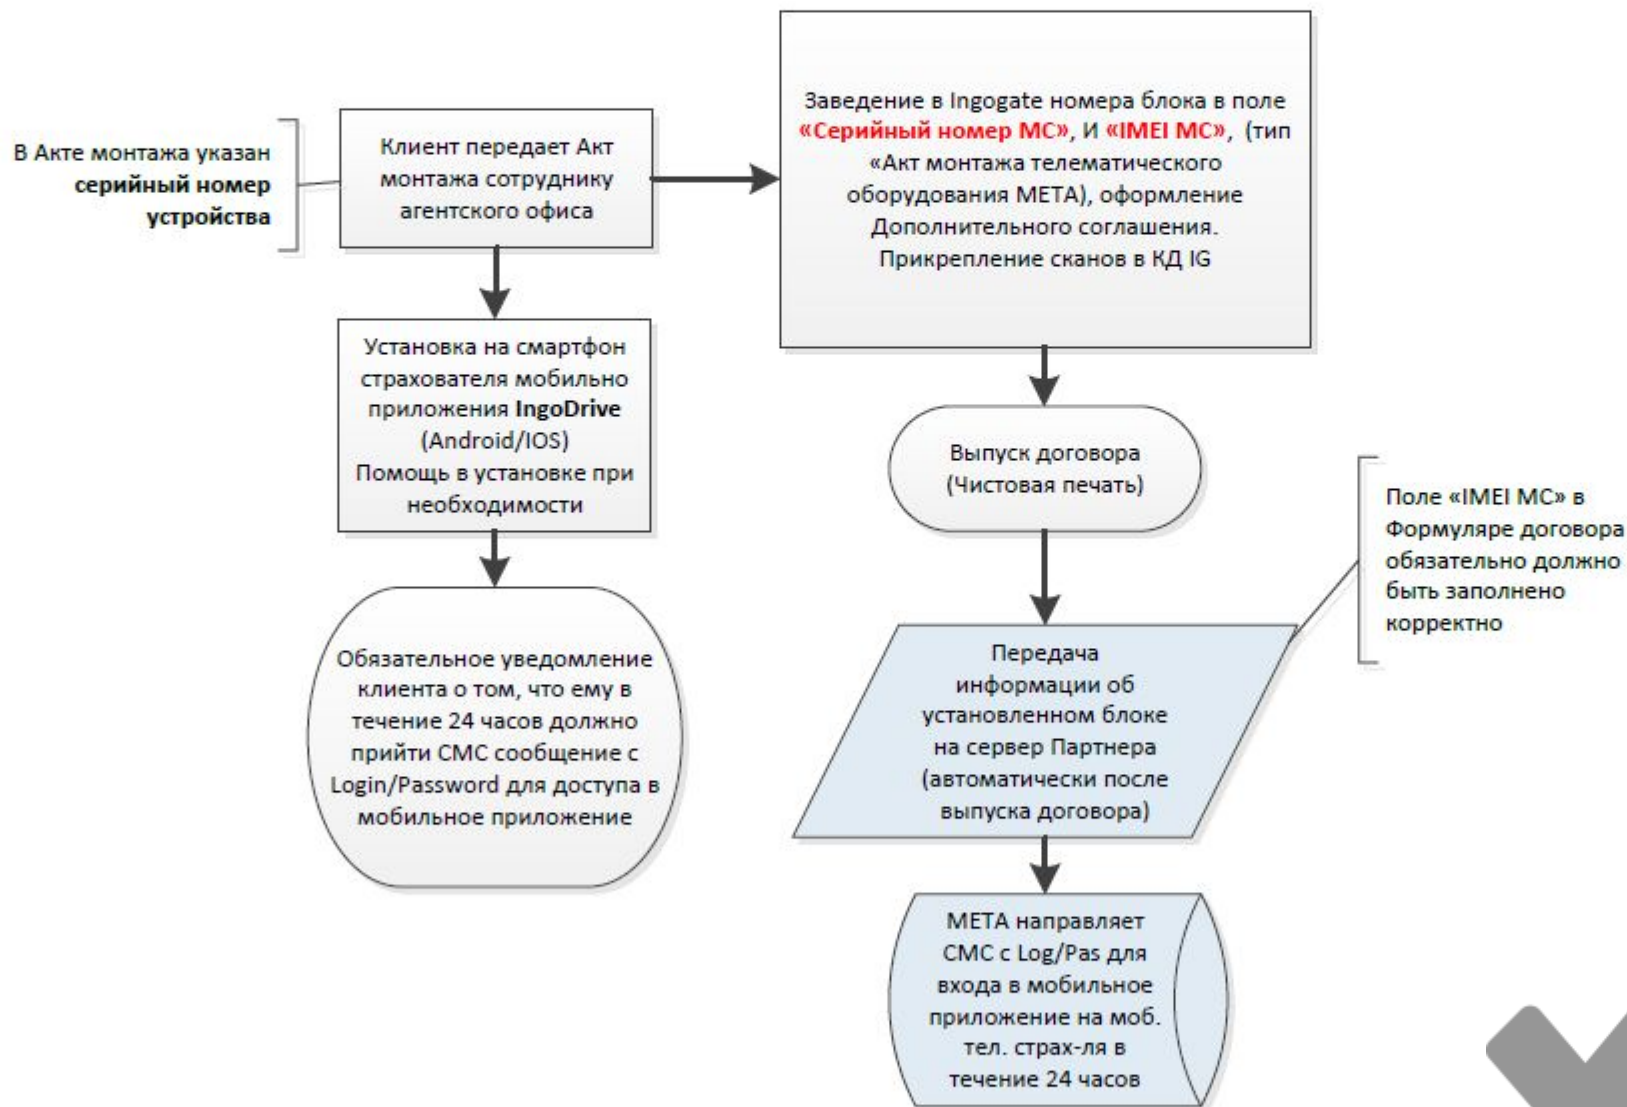 В Акте монтажа указан
серийный номер
устройства
Клиент передает Акт
монтажа сотруднику
агентского офиса
Заведение в Ingogate номера блока в поле
«Серийный номер МС», И «IMEI МС», (тип
«Акт монтажа телематического
оборудования МЕТА), оформление
Дополнительного соглашения.
Прикрепление сканов в КД IG
Установка на смартфон
страхователя мобильно
приложения IngoDrive
(Android/IOS)
Помощь в установке при
необходимости
Выпуск договора
(Чистовая печать)
Поле «IMEI МС» в
Формуляре договора
обязательно должно
быть заполнено
корректно
Обязательное уведомление
клиента о том, что ему в
течение 24 часов должно
прийти СМС сообщение с
Login/Password для доступа в
мобильное приложение
Передача
информации об
установленном блоке
на сервер Партнера
(автоматически после
выпуска договора)
МЕТА направляет
СМС с Log/Pas для
входа в мобильное
приложение на моб.
тел. страх-ля в
течение 24 часов